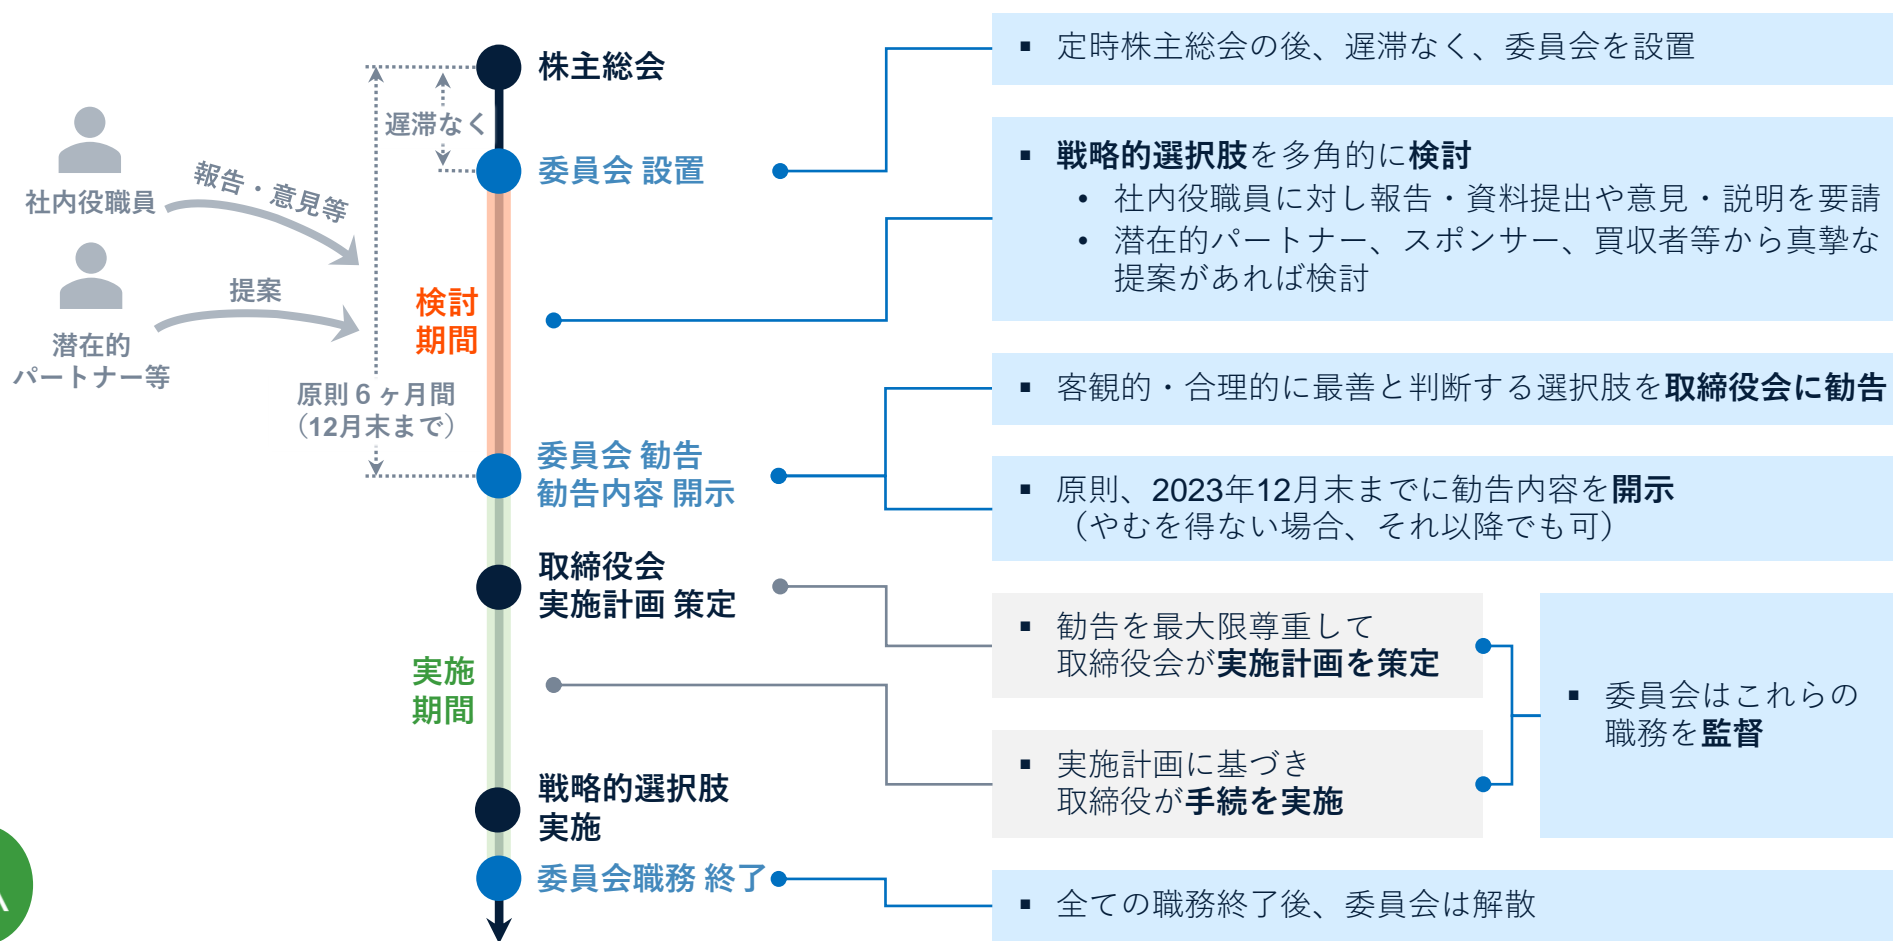 株主総会
遅滞なく
委員会 設置
社内役職員
報告・意見等
潜在的
パートナー等
提案
検討
期間
原則６ヶ月間
（12月末まで）
委員会 勧告
勧告内容 開示
取締役会
実施計画 策定
実施
期間
戦略的選択肢
実施
委員会職務 終了
▪ 定時株主総会の後、遅滞なく、委員会を設置
▪ 戦略的選択肢を多角的に検討
• 社内役職員に対し報告・資料提出や意見・説明を要請
• 潜在的パートナー、スポンサー、買収者等から真摯な
提案があれば検討
▪ 客観的・合理的に最善と判断する選択肢を取締役会に勧告
▪ 原則、2023年12月末までに勧告内容を開示
（やむを得ない場合、それ以降でも可）
▪ 勧告を最大限尊重して
取締役会が実施計画を策定
▪ 実施計画に基づき
取締役が手続を実施
▪ 委員会はこれらの
職務を監督
▪ 全ての職務終了後、委員会は解散